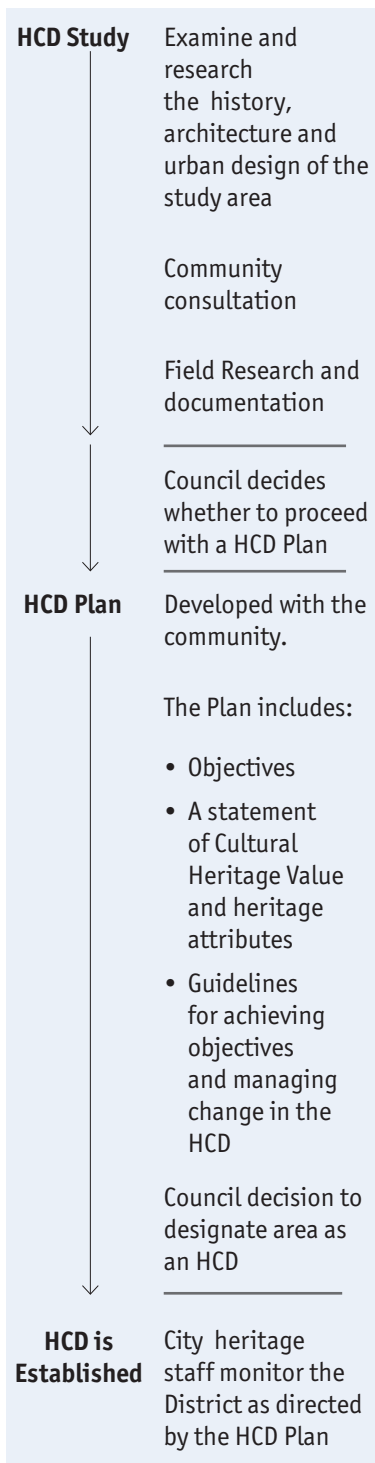 HCD Study
Examine and
research
the history,
architecture and
urban design of the
study area
Community
consultation
Field Research and
documentation
Council decides
whether to proceed
with a HCD Plan
HCD Plan
Developed with the
community.
The Plan includes:
• Objectives
• A statement
of Cultural
Heritage Value
and heritage
attributes
• Guidelines
for achieving
objectives
and managing
change in the
HCD
Council decision to
designate area as
an HCD
HCD is
Established
City heritage
staff monitor the
District as directed
by the HCD Plan